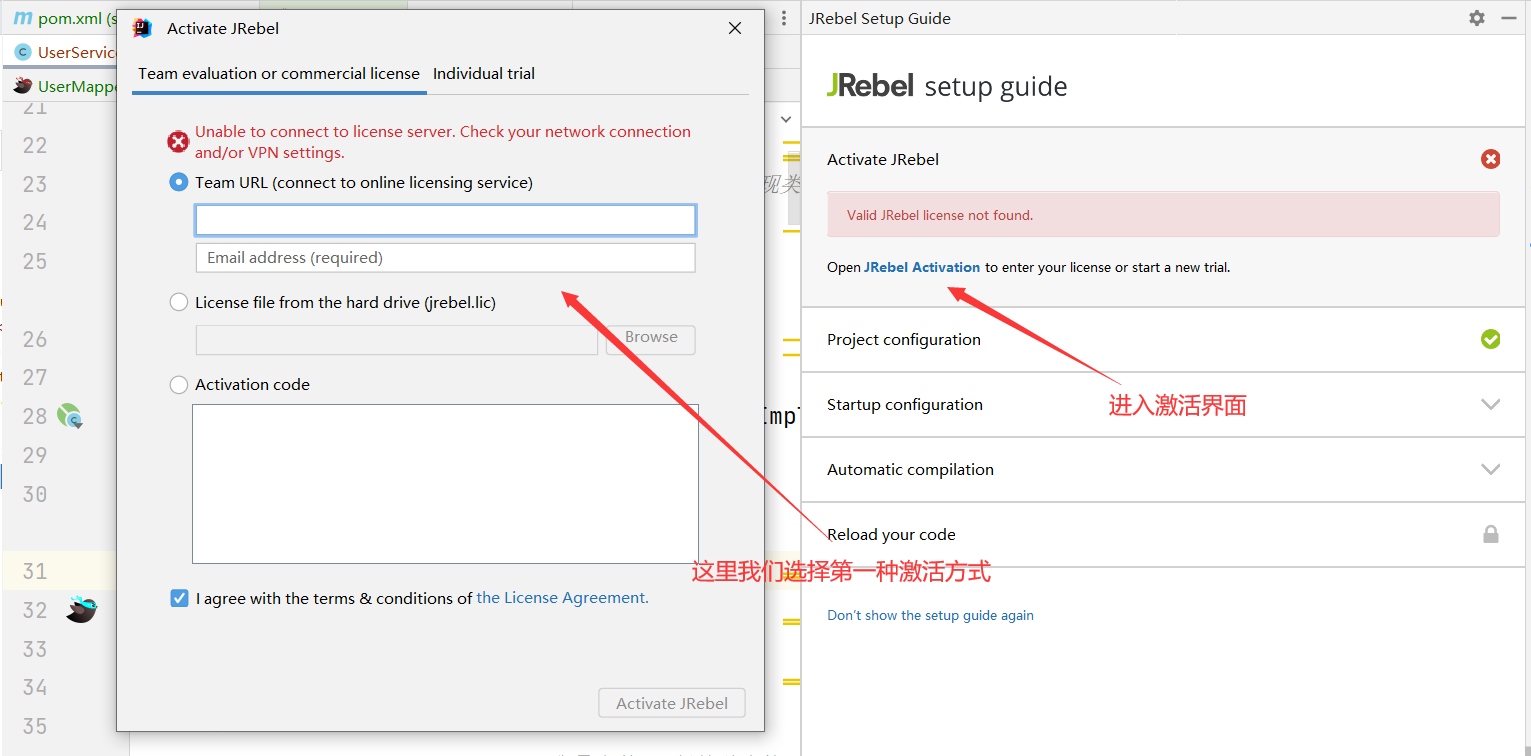 pom.xml (s
UserService
UserMappe
21
22
23
24
25
26
27
28
29
30
31
32
33
34
35
Activate JRebel
Team evaluation or commercial license Individual trial
Unable to connect to license server. Check your network connection
and/or VPN settings.
Team URL (connect to online licensing service)
Email address (required)
License file from the hard drive (jrebel.lic)
Browse
Activation code
I agree with the terms & conditions of the License Agreement.
Activate JRebel
现类
Imp
这里我们选择第一种激活方式
JRebel Setup Guide
JRebel setup guide
Activate JRebel
Valid JRebel license not found.
Open JRebel Activation to enter your license or start a new trial.
进入激活界面
Project configuration
Startup configuration
Automatic compilation
Reload your code
Don't show the setup guide again